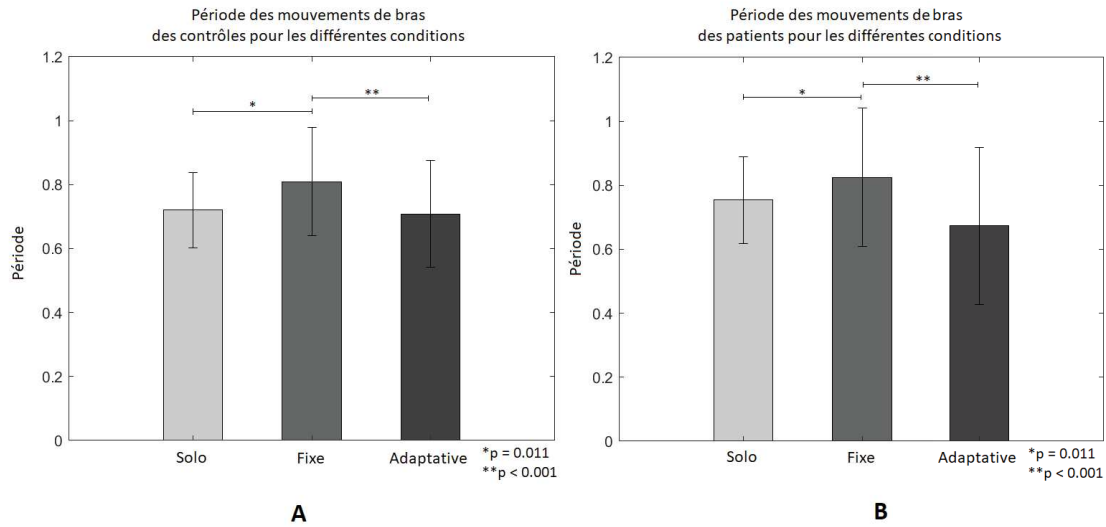 Période des mouvements de bras
des contrôles pour les différentes conditions
1.2
1
0.8
0.6
0.4
0.2
0
Période
*
**
Solo
Fixe
Adaptative
*p = 0.011
**p < 0.001
A
Période des mouvements de bras
des patients pour les différentes conditions
1.2
1
0.8
0.6
0.4
0.2
0
Période
*
**
Solo
Fixe
Adaptative
*p = 0.011
**p < 0.001
B